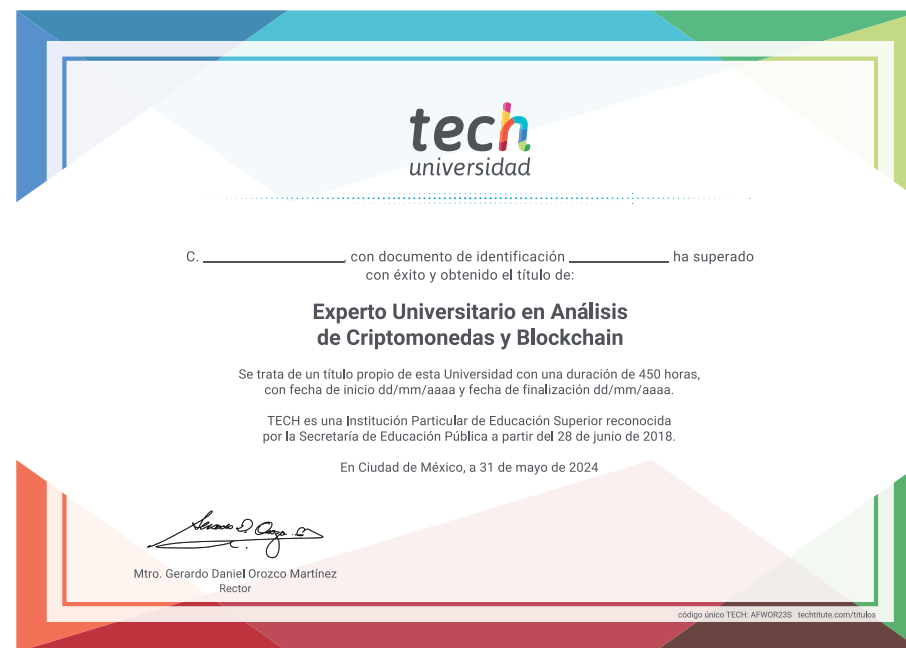 tech
universidad
C. ____________________, con documento de identificación ______________ ha superado
con éxito y obtenido el título de:
Experto Universitario en Análisis
de Criptomonedas y Blockchain
Se trata de un título propio de esta Universidad con una duración de 450 horas,
con fecha de inicio dd/mm/aaaa y fecha de finalización dd/mm/aaaa.
TECH es una Institución Particular de Educación Superior reconocida
por la Secretaría de Educación Pública a partir del 28 de junio de 2018.
En Ciudad de México, a 31 de mayo de 2024
Mtro. Gerardo Daniel Orozco Martínez
Rector
código único TECH: AFWOR23S techtitute.com/titulos